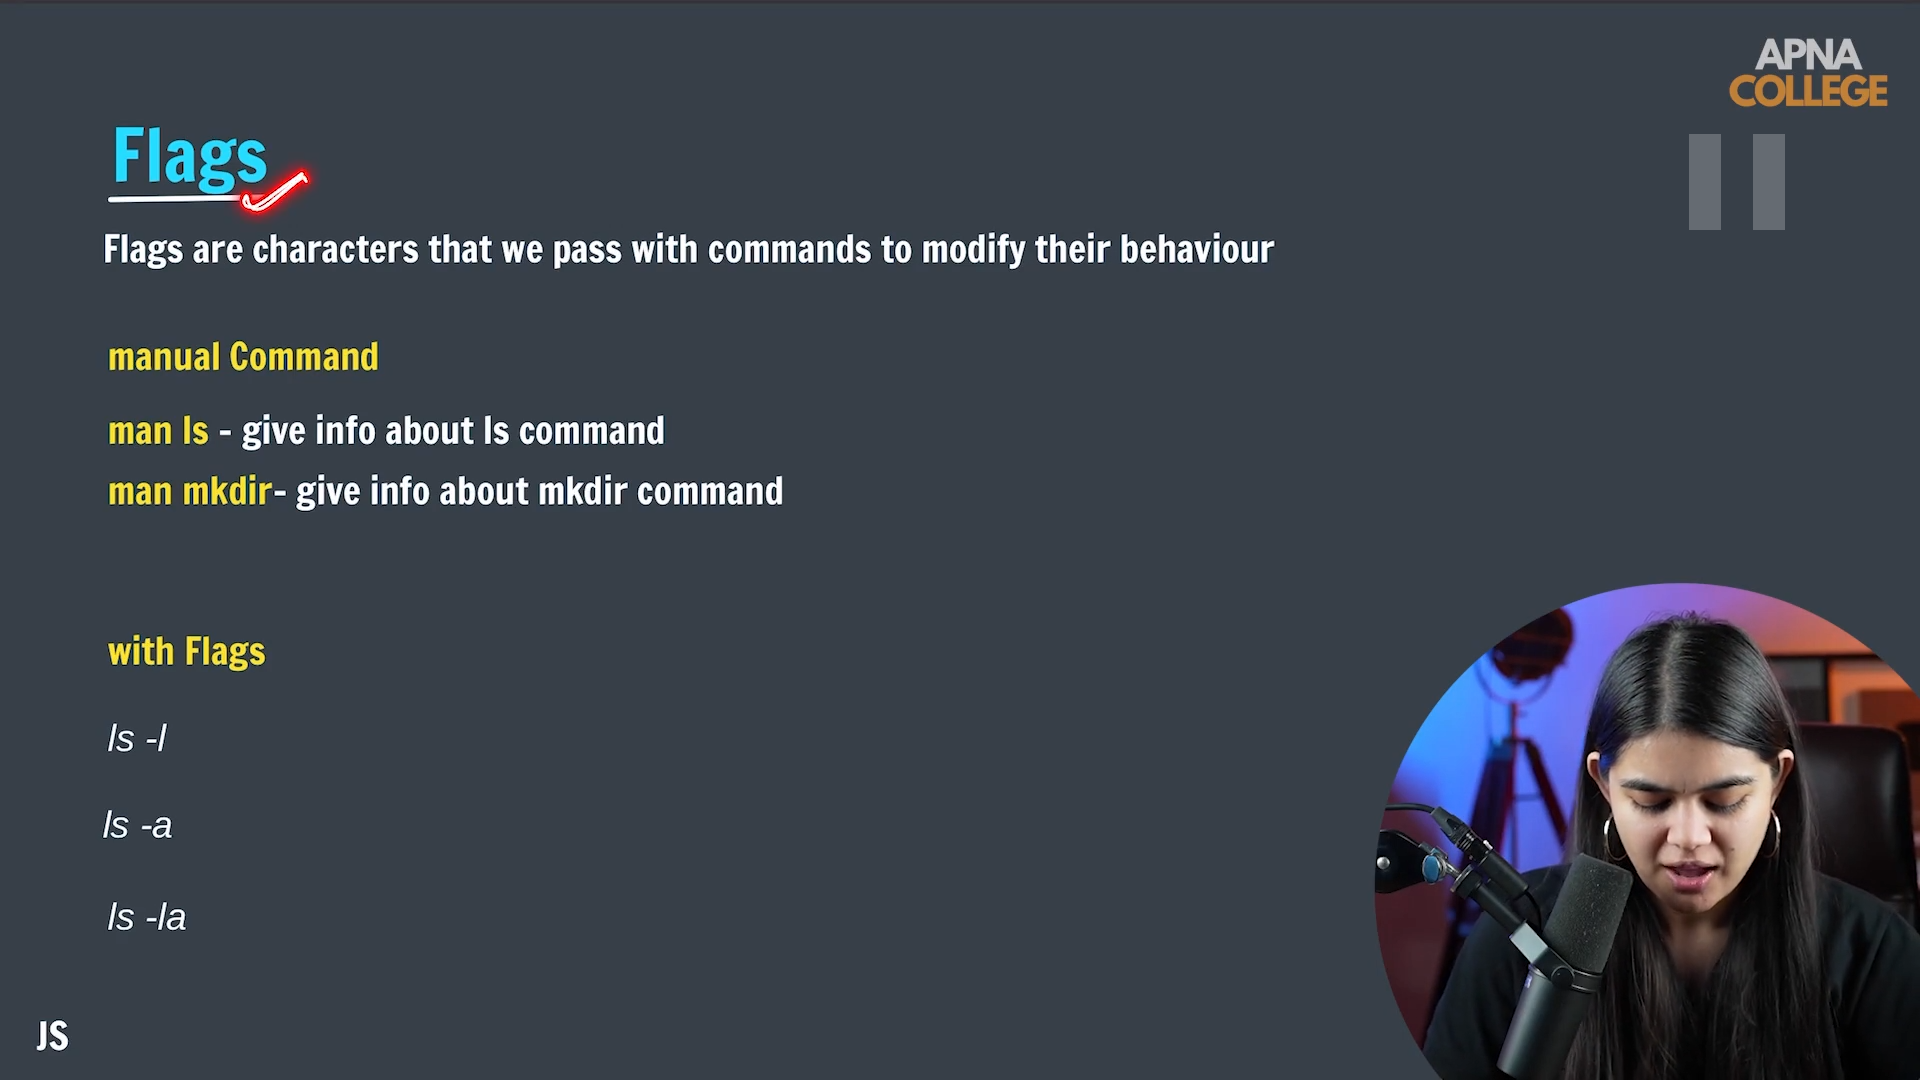 APNA
COLLEGE
Flags
Flags are characters that we pass with commands to modify their behaviour
manual Command
man ls - give info about ls command
man mkdir- give info about mkdir command
with Flags
ls -l
ls -a
ls -la
JS